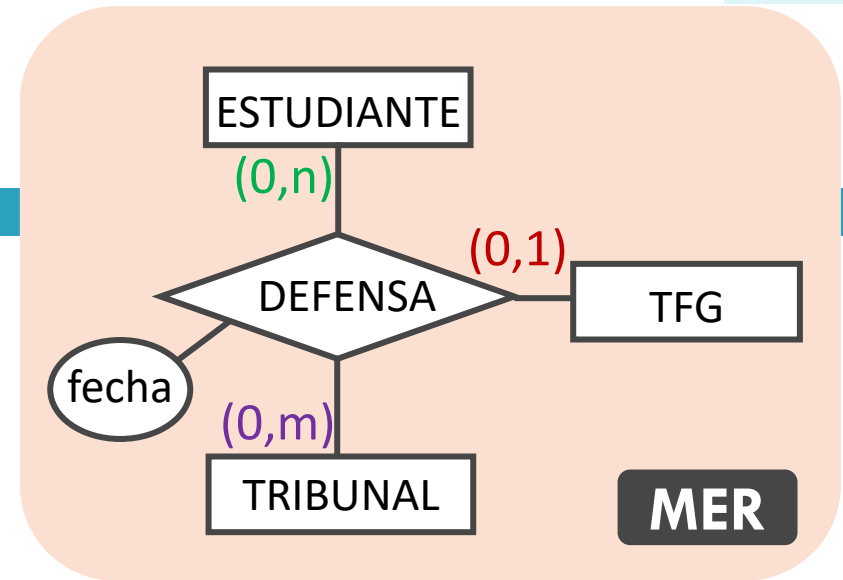 ESTUDIANTE
(0,n)
(0,1)
DEFENSA
TFG
fecha
(0,m)
TRIBUNAL
MER